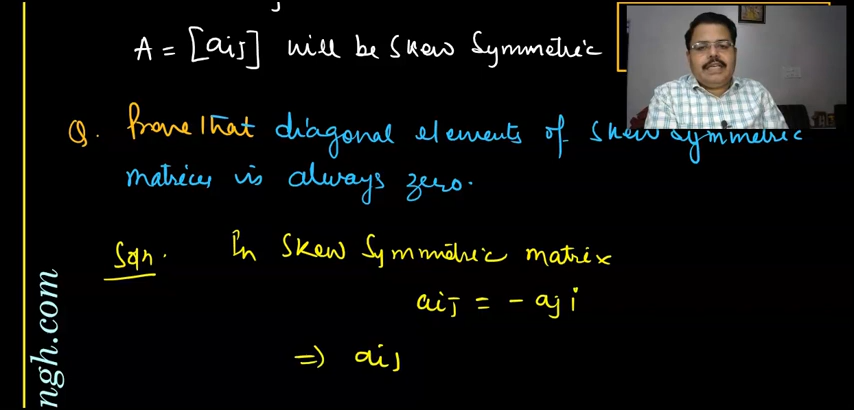 A = [aij] will be Skew Symmetric
Q. Prove that diagonal elements of Skew Symmetric
matrices is always zero.
Soln. In Skew Symmetric matrix
aij = - aji
⇒ aij
ngh.com